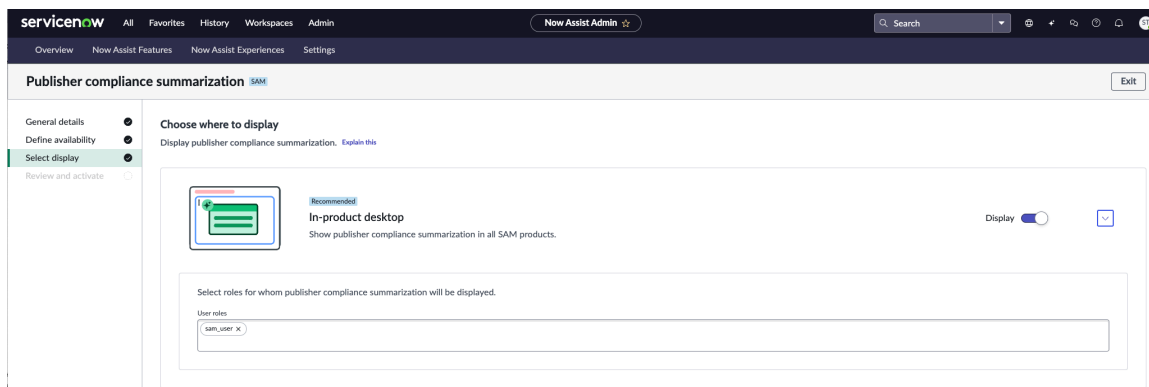 servicenow All Favorites History Workspaces Admin Now Assist Admin Search ST
Overview Now Assist Features Now Assist Experiences Settings
Publisher compliance summarization SAM Exit
General details
Define availability
Select display
Review and activate
Choose where to display
Display publisher compliance summarization. Explain this
Recommended
In-product desktop
Show publisher compliance summarization in all SAM products.
Display
Select roles for whom publisher compliance summarization will be displayed.
User roles
sam_user x